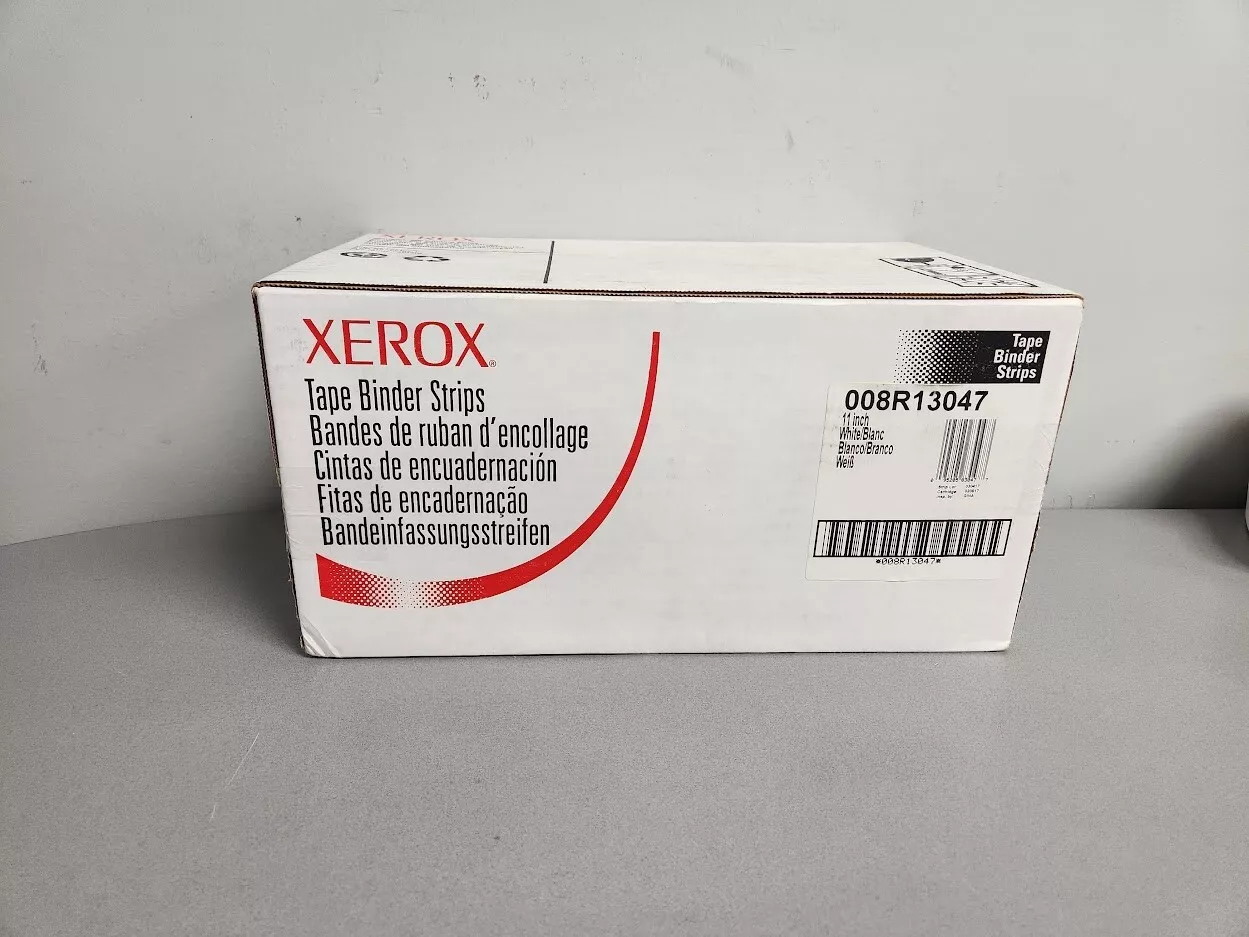 XEROX®
Tape Binder Strips
Bandes de ruban d'encollage
Cintas de encuadernación
Fitas de encadernação
Bandeinfassungsstreifen
Tape
Binder
Strips
008R13047
11 inch
White/Blanc
Blanco/Branco
Weiß
*008R13047*